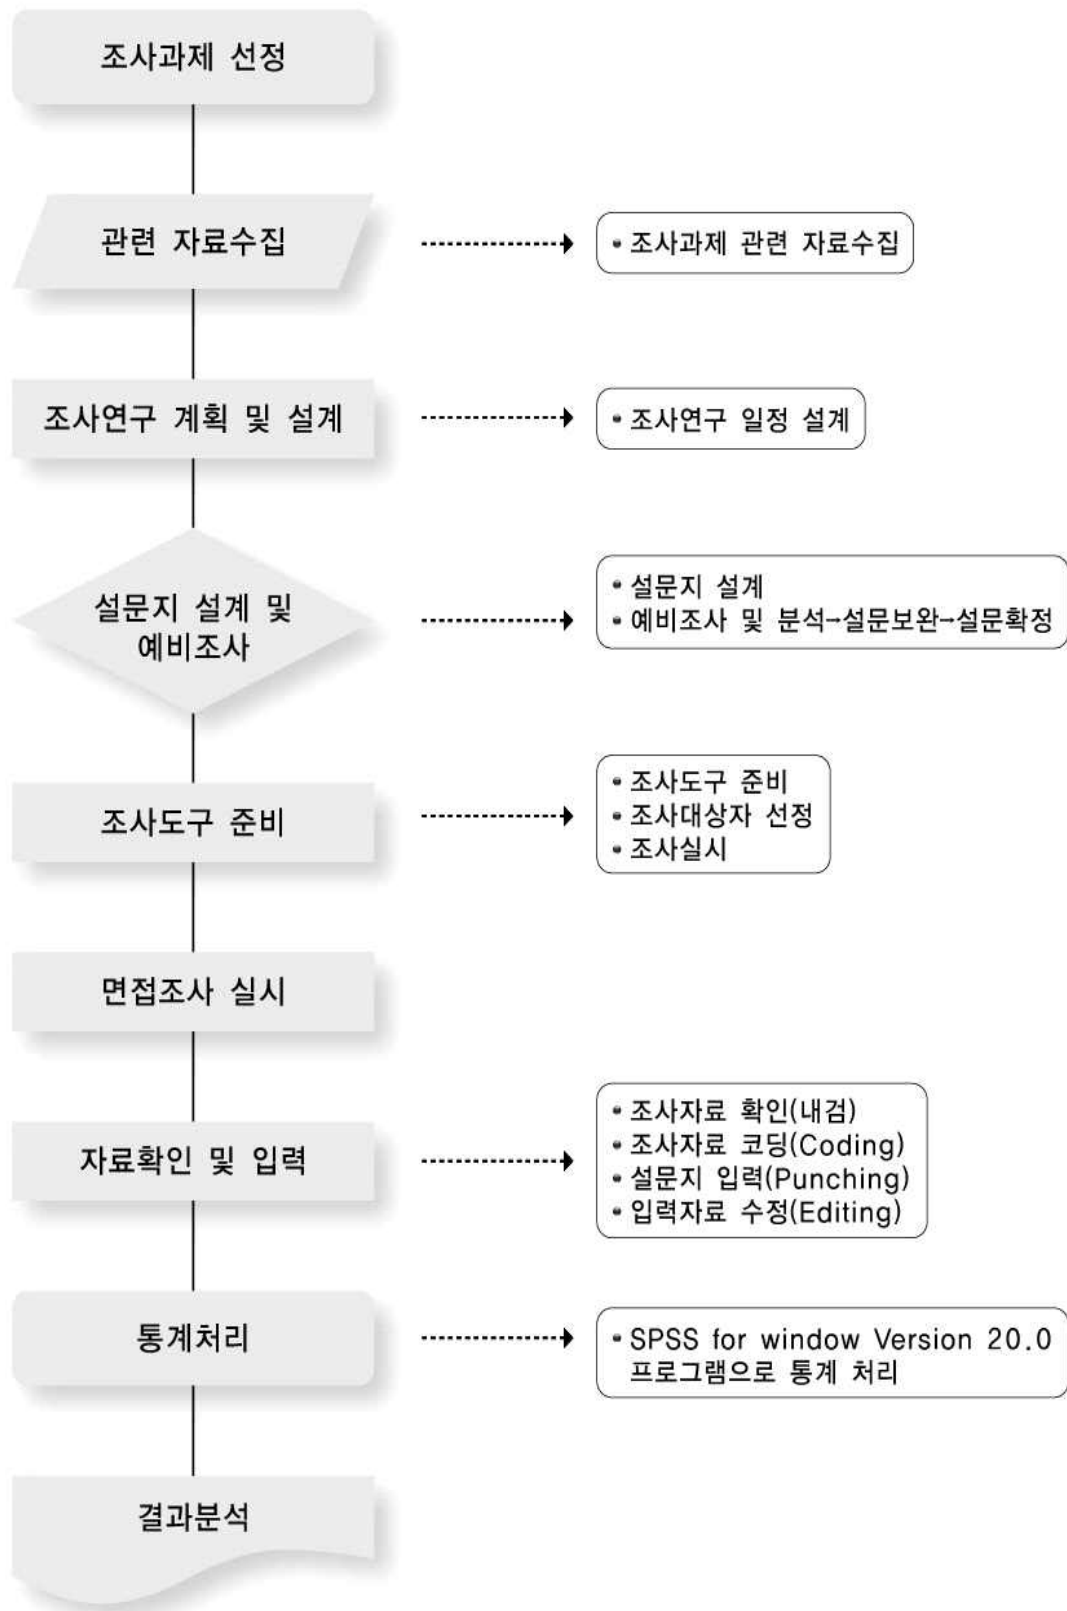 조사과제 선정
관련 자료수집
• 조사과제 관련 자료수집
조사연구 계획 및 설계
• 조사연구 일정 설계
설문지 설계 및
예비조사
• 설문지 설계
• 예비조사 및 분석→설문보완→설문확정
조사도구 준비
• 조사도구 준비
• 조사대상자 선정
• 조사실시
면접조사 실시
자료확인 및 입력
• 조사자료 확인(내검)
• 조사자료 코딩(Coding)
• 설문지 입력(Punching)
• 입력자료 수정(Editing)
통계처리
• SPSS for window Version 20.0
프로그램으로 통계 처리
결과분석